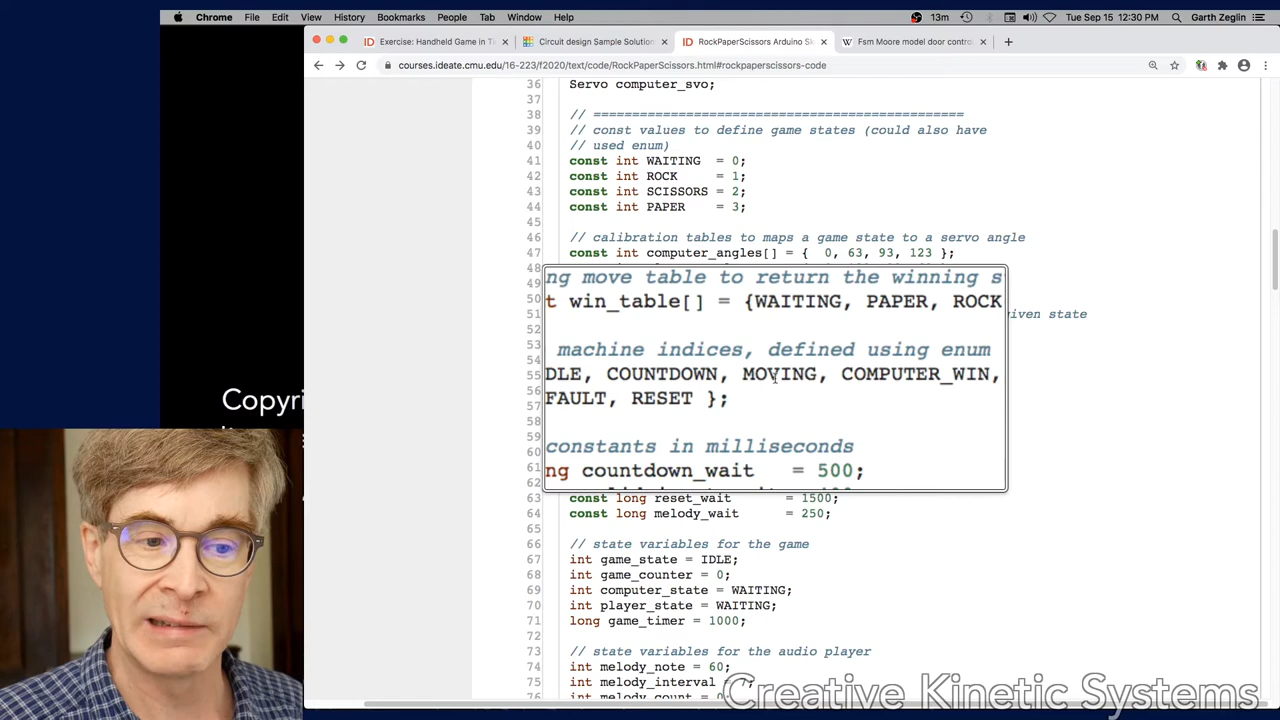 Chrome File Edit View History Bookmarks People Tab Window Help
13m
Tue Sep 15 12:30 PM
Garth Zeglin
Exercise: Handheld Game in Ti
Circuit design Sample Solution
RockPaperScissors Arduino Sk
Fsm Moore model door contro
courses.ideate.cmu.edu/16-223/f2020/text/code/RockPaperScissors.html#rockpaperscissors-code
36 Servo computer_svo;
37
38 // ================================================
39 // const values to define game states (could also have
40 // used enum)
41 const int WAITING = 0;
42 const int ROCK = 1;
43 const int SCISSORS = 2;
44 const int PAPER = 3;
45
46 // calibration tables to maps a game state to a servo angle
47 const int computer_angles[] = { 0, 63, 93, 123 };
48
49
50
51 given state
52
53
54
55
56
57
58
59
60
61
62
ng move table to return the winning s
t win_table[] = {WAITING, PAPER, ROCK
machine indices, defined using enum
DLE, COUNTDOWN, MOVING, COMPUTER_WIN,
FAULT, RESET };
constants in milliseconds
ng countdown_wait = 500;
63 const long reset_wait = 1500;
64 const long melody_wait = 250;
65
66 // state variables for the game
67 int game_state = IDLE;
68 int game_counter = 0;
69 int computer_state = WAITING;
70 int player_state = WAITING;
71 long game_timer = 1000;
72
73 // state variables for the audio player
74 int melody_note = 60;
75 int melody_interval = 7;
76 int melody_count = 0
Copyri
Creative Kinetic Systems